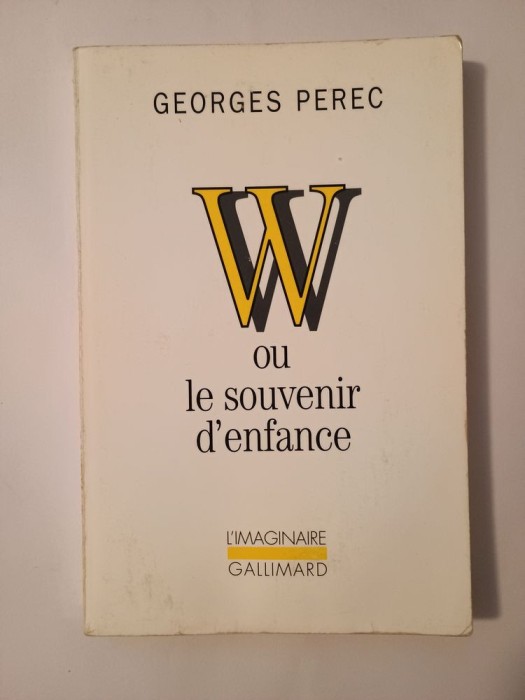 GEORGES PEREC
W
ou
le souvenir
d'enfance
L'IMAGINAIRE
GALLIMARD